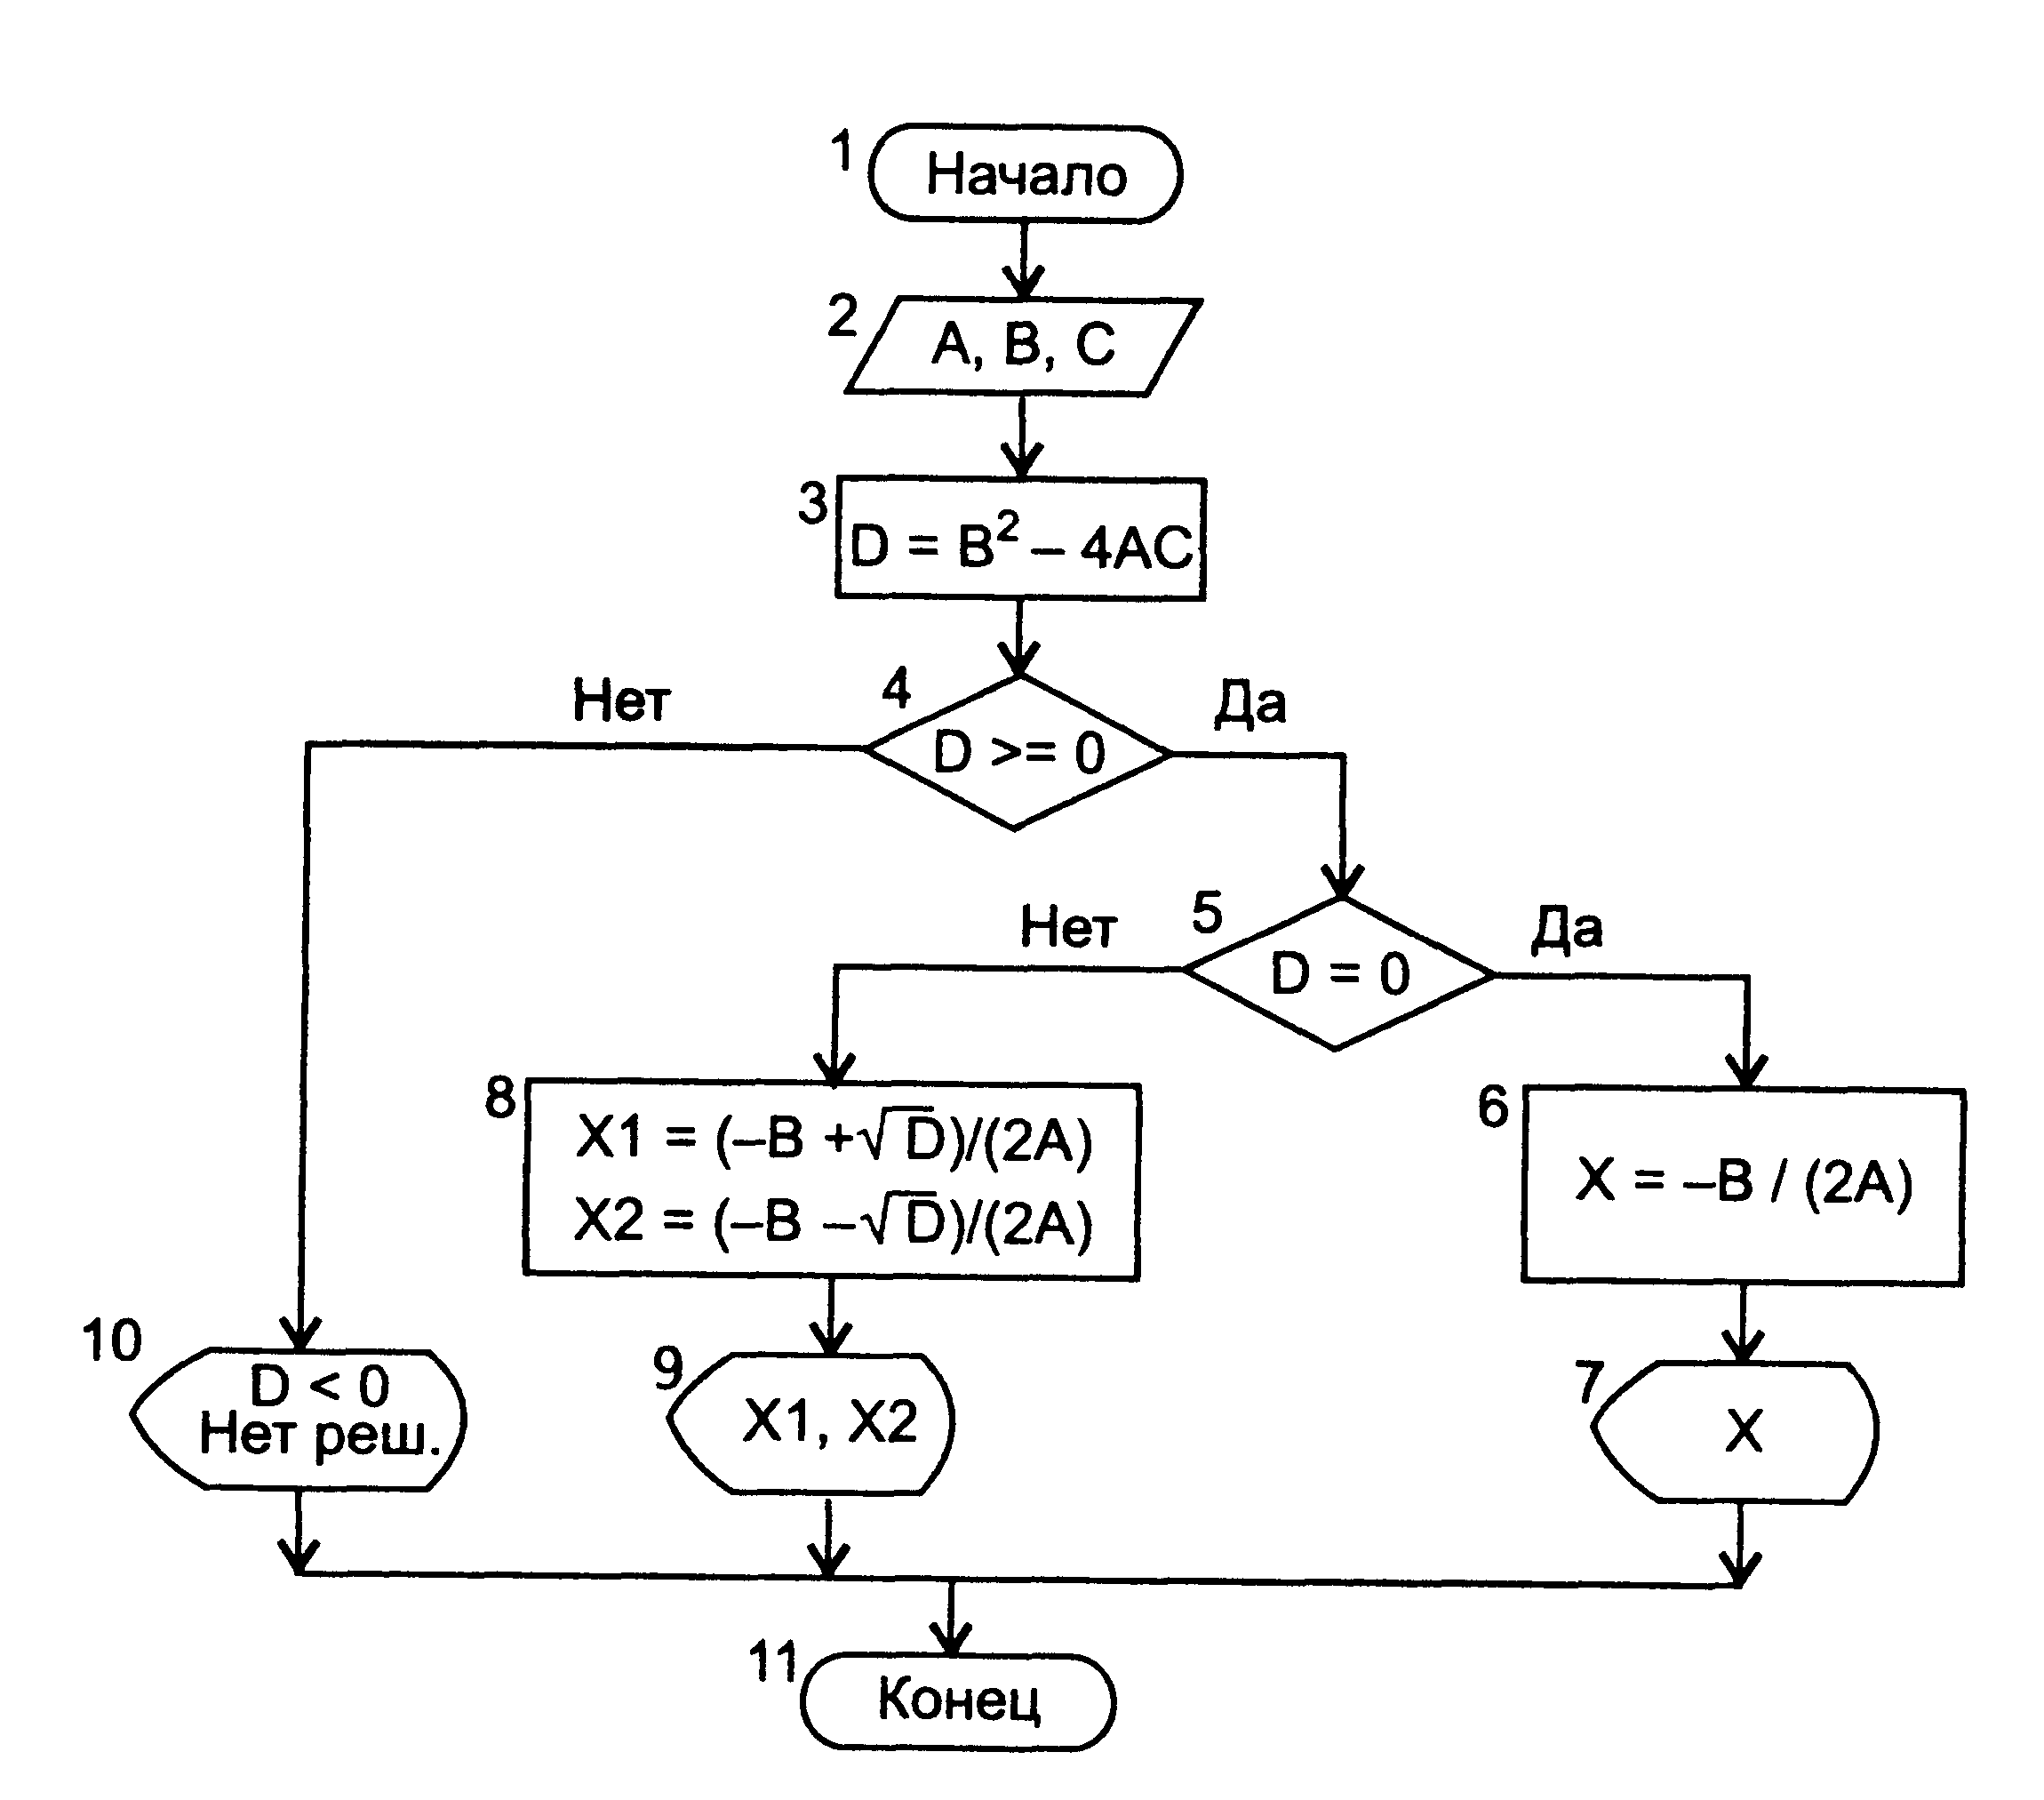 1
Начало
2
A, B, C
3
D = B² – 4AC
4
Нет
Да
D >= 0
5
Нет
Да
D = 0
8
X1 = (–B +√D)/(2A)
X2 = (–B –√D)/(2A)
6
X = –B / (2A)
10
D < 0
Нет реш.
9
X1, X2
7
X
11
Конец